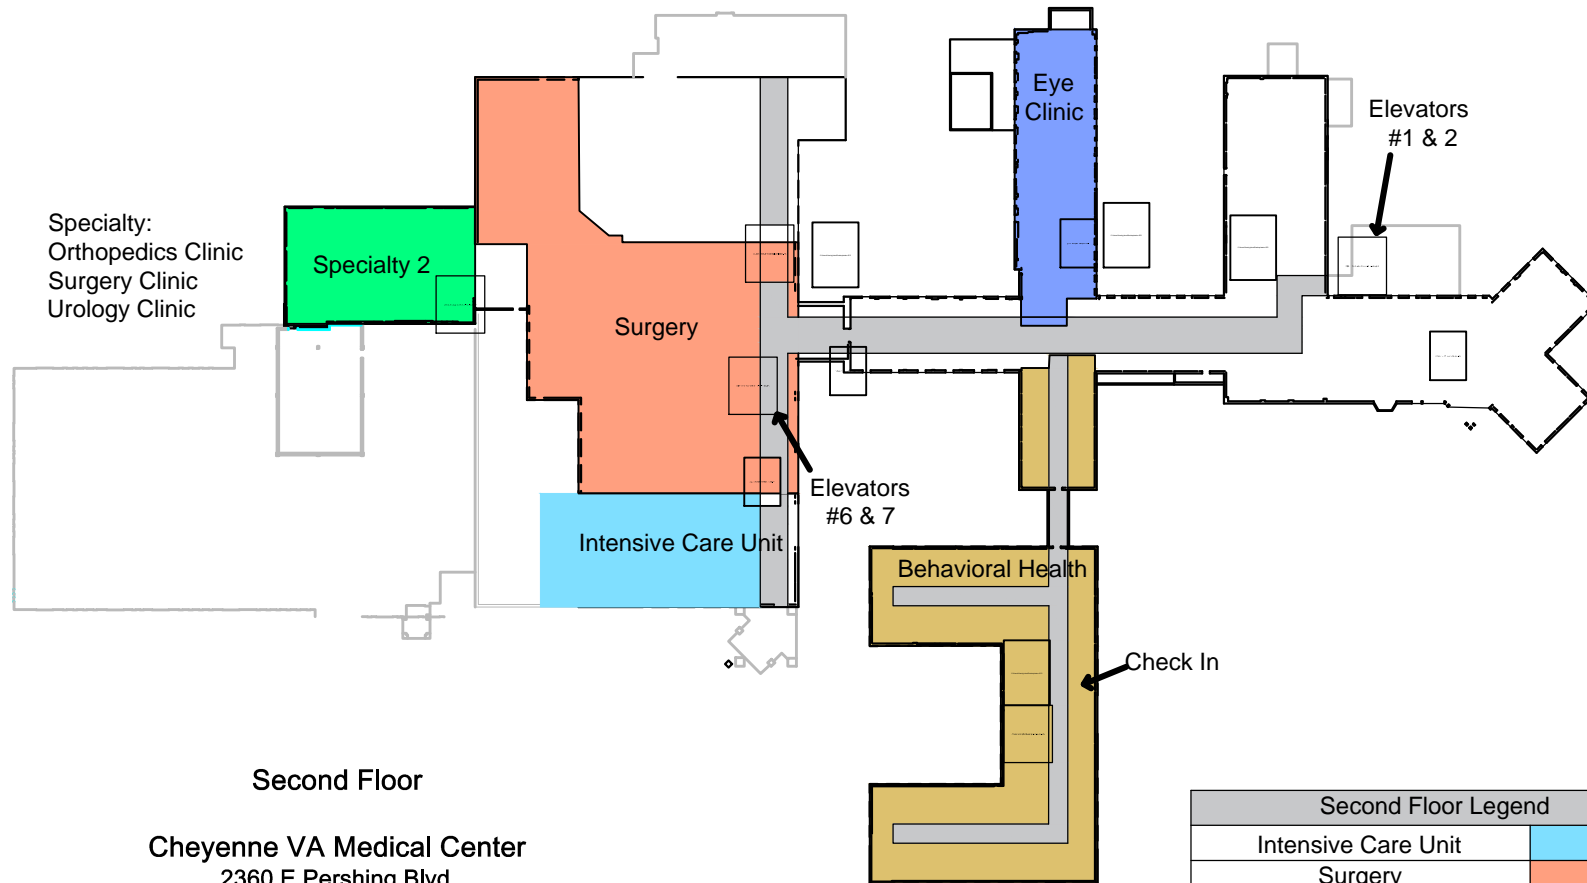 Eye
Clinic
Elevators
#1 & 2
Specialty:
Orthopedics Clinic
Surgery Clinic
Urology Clinic
Specialty 2
Surgery
Elevators
#6 & 7
Intensive Care Unit
Behavioral Health
Check In
Second Floor
Cheyenne VA Medical Center
2360 E Pershing Blvd
Second Floor Legend
Intensive Care Unit
Surgery